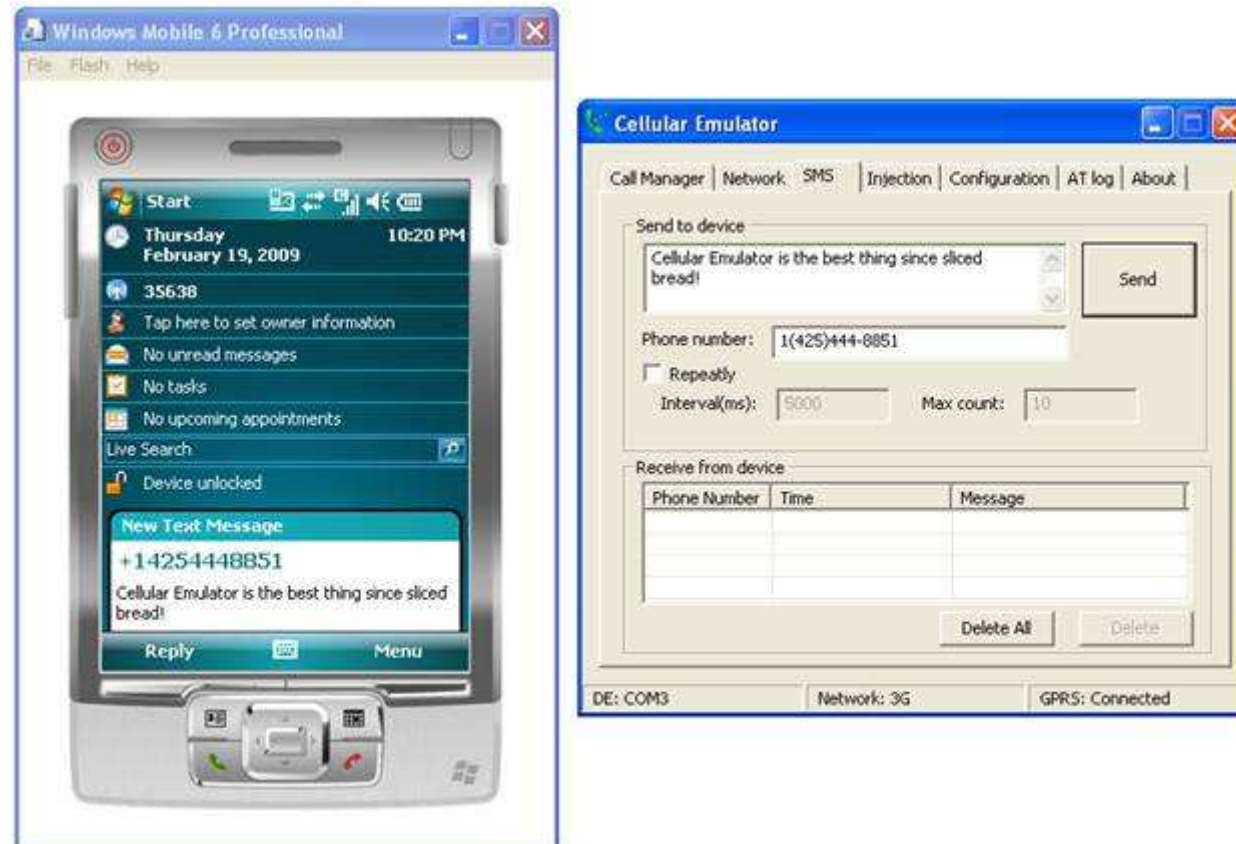 Windows Mobile 6 Professional
File Flash Help
Start
Thursday 10:20 PM
February 19, 2009
35638
Tap here to set owner information
No unread messages
No tasks
No upcoming appointments
Live Search
Device unlocked
New Text Message
+14254448851
Cellular Emulator is the best thing since sliced
bread!
Reply Menu
Cellular Emulator
Call Manager Network SMS Injection Configuration AT log About
Send to device
Cellular Emulator is the best thing since sliced
bread!
Send
Phone number: 1(425)444-8851
Repeatly
Interval(ms): 5000 Max count: 10
Receive from device
Phone Number Time Message
Delete All Delete
DE: COM3 Network: 3G GPRS: Connected